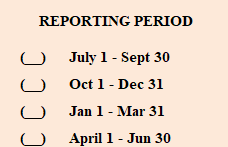 REPORTING PERIOD
(__) July 1 - Sept 30
(__) Oct 1 - Dec 31
(__) Jan 1 - Mar 31
(__) April 1 - Jun 30